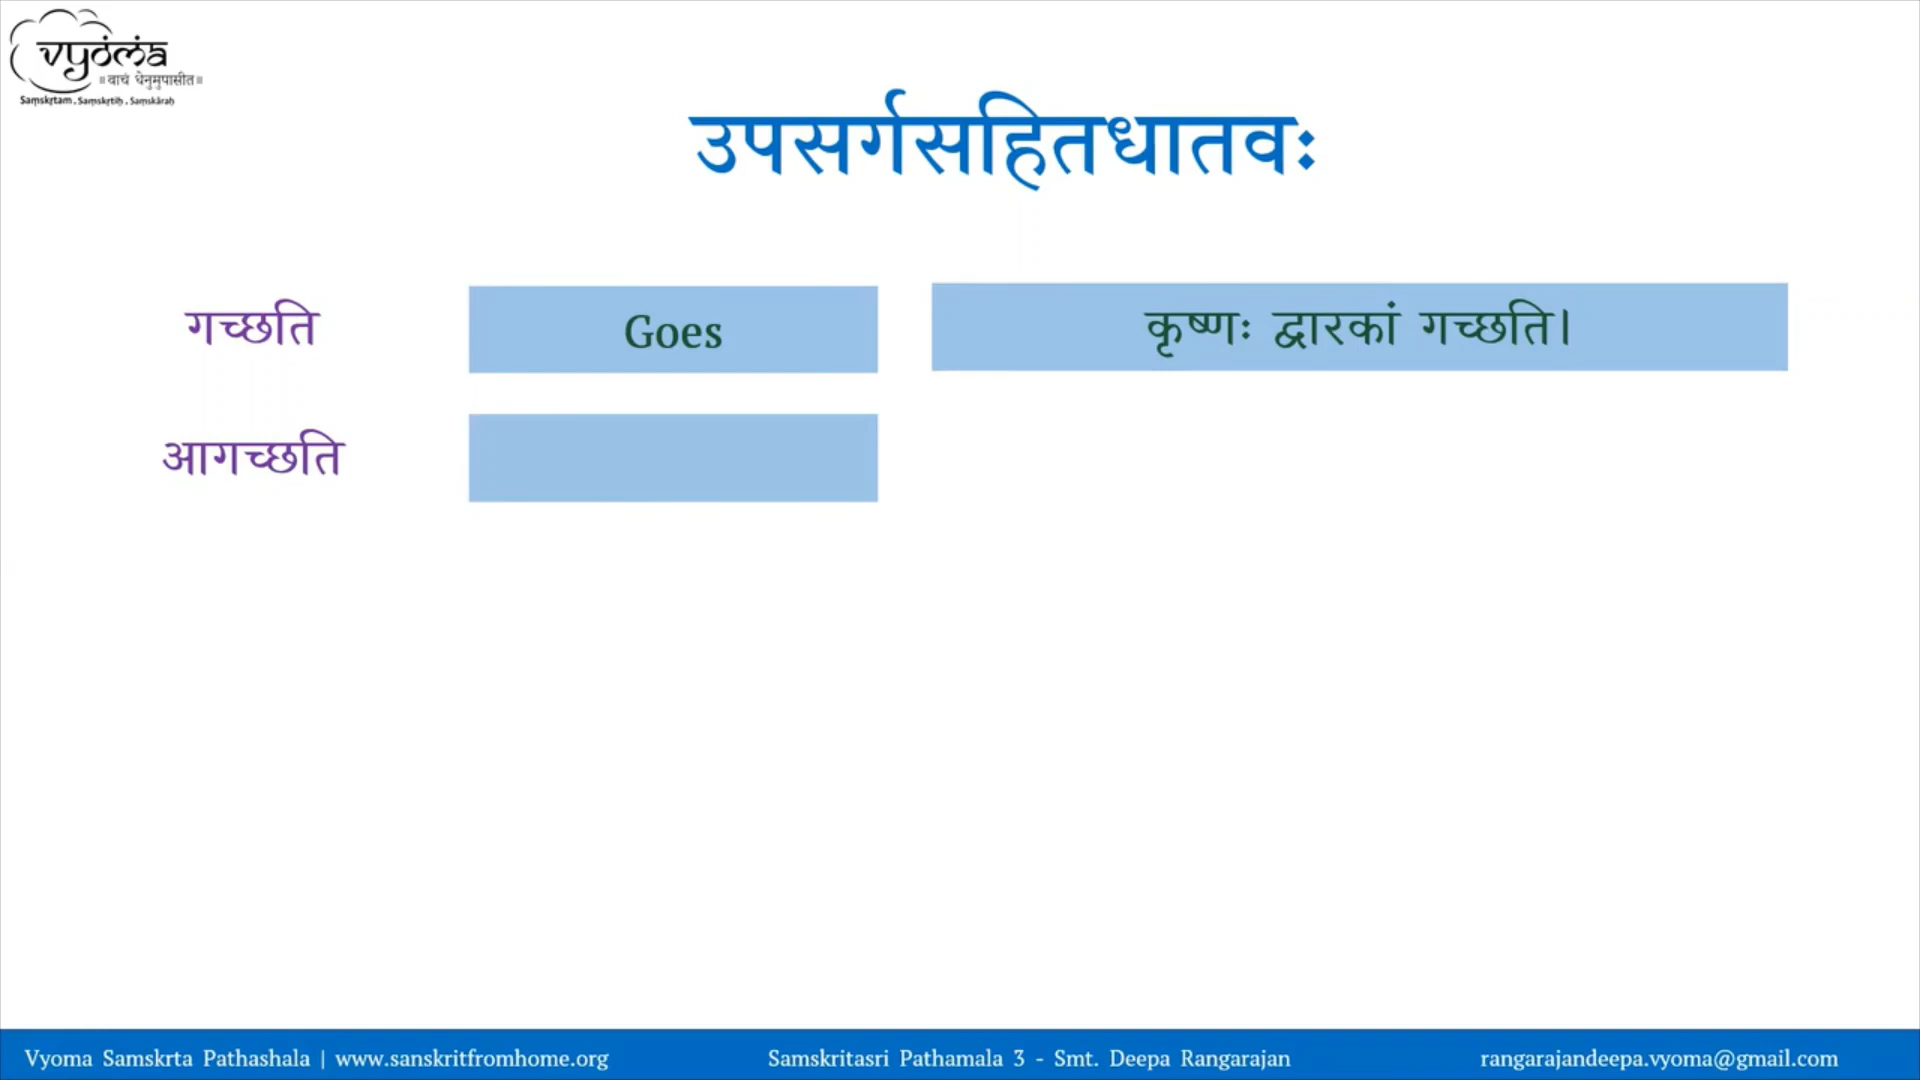 vyoma
॥वाचं धेनुमुपासीत॥
Saṃskṛtam . Saṃskṛtiḥ . Saṃskāraḥ
उपसर्गसहितधातवः
गच्छति Goes कृष्णः द्वारकां गच्छति।
आगच्छति
Vyoma Samskrta Pathashala | www.sanskritfromhome.org Samskritasri Pathamala 3 - Smt. Deepa Rangarajan rangarajandeepa.vyoma@gmail.com